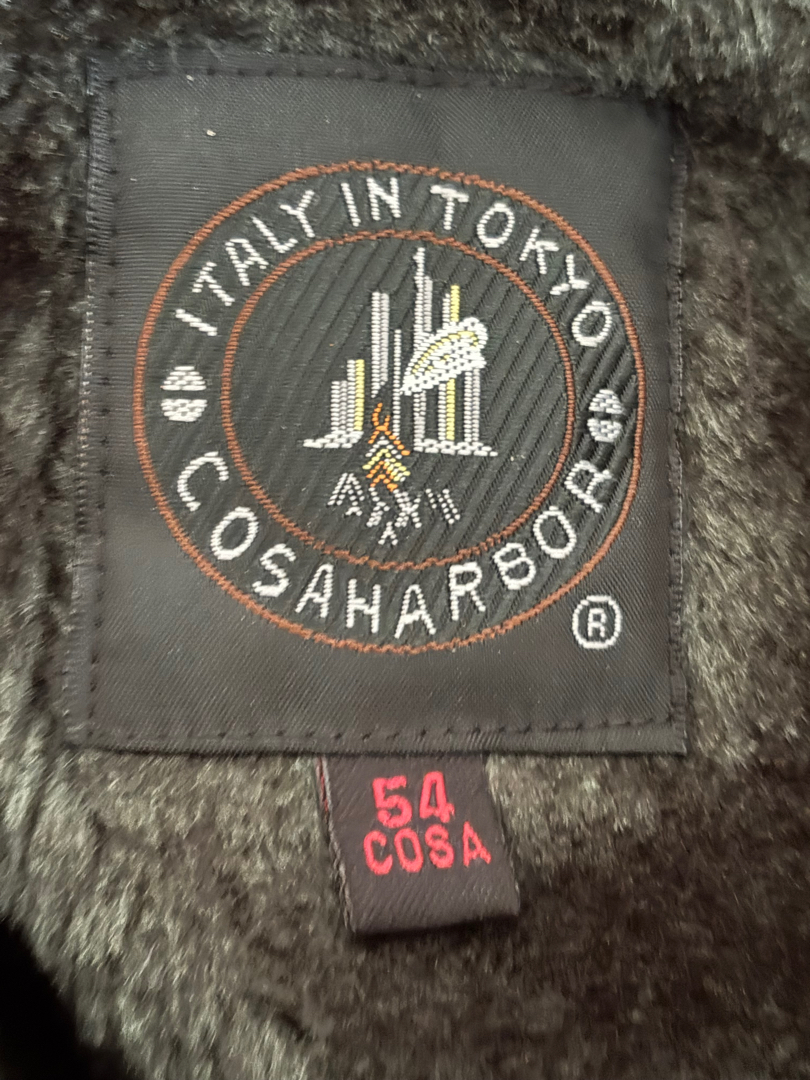 ITALY IN TOKYO
COSAHARBOR
®
54
COSA